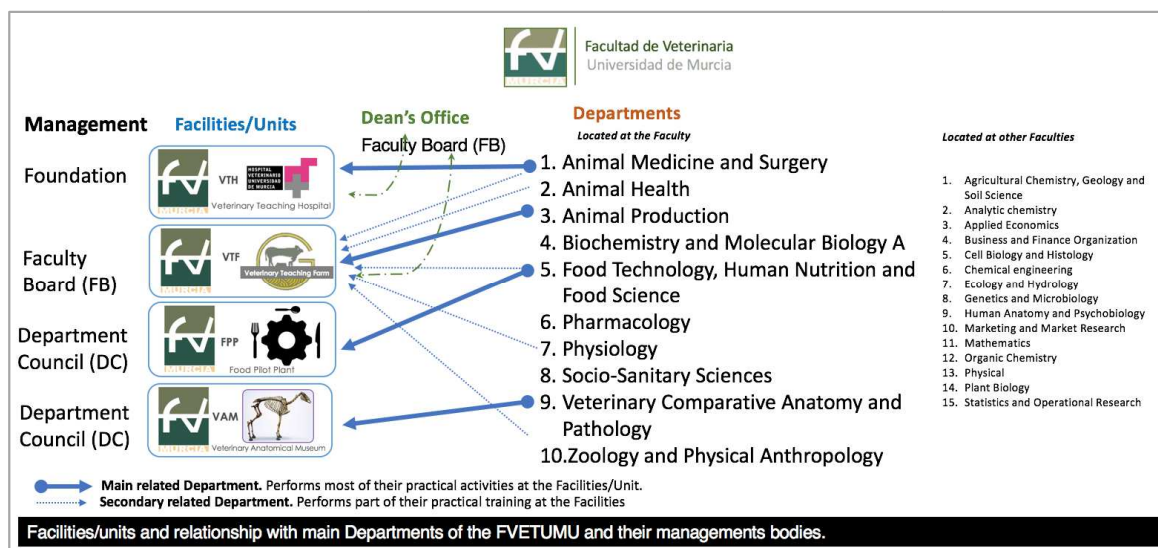 Facultad de Veterinaria
Universidad de Murcia
MURCIA
Management
Facilities/Units
Dean's Office
Faculty Board (FB)
Departments
Located at the Faculty
Located at other Faculties
Foundation
MURCIA
VTH
HOSPITAL
VETERINARIO
UNIVERSIDAD
DE MURCIA
Veterinary Teaching Hospital
Faculty
Board (FB)
MURCIA
VTF
Veterinary Teaching Farm
Department
Council (DC)
MURCIA
FPP
Food Pilot Plant
Department
Council (DC)
MURCIA
VAM
Veterinary Anatomical Museum
1. Animal Medicine and Surgery
2. Animal Health
3. Animal Production
4. Biochemistry and Molecular Biology A
5. Food Technology, Human Nutrition and
Food Science
6. Pharmacology
7. Physiology
8. Socio-Sanitary Sciences
9. Veterinary Comparative Anatomy and
Pathology
10.Zoology and Physical Anthropology
1. Agricultural Chemistry, Geology and
Soil Science
2. Analytic chemistry
3. Applied Economics
4. Business and Finance Organization
5. Cell Biology and Histology
6. Chemical engineering
7. Ecology and Hydrology
8. Genetics and Microbiology
9. Human Anatomy and Psychobiology
10. Marketing and Market Research
11. Mathematics
12. Organic Chemistry
13. Physical
14. Plant Biology
15. Statistics and Operational Research
Main related Department. Performs most of their practical activities at the Facilities/Unit.
Secondary related Department. Performs part of their practical training at the Facilities
Facilities/units and relationship with main Departments of the FVETUMU and their managements bodies.